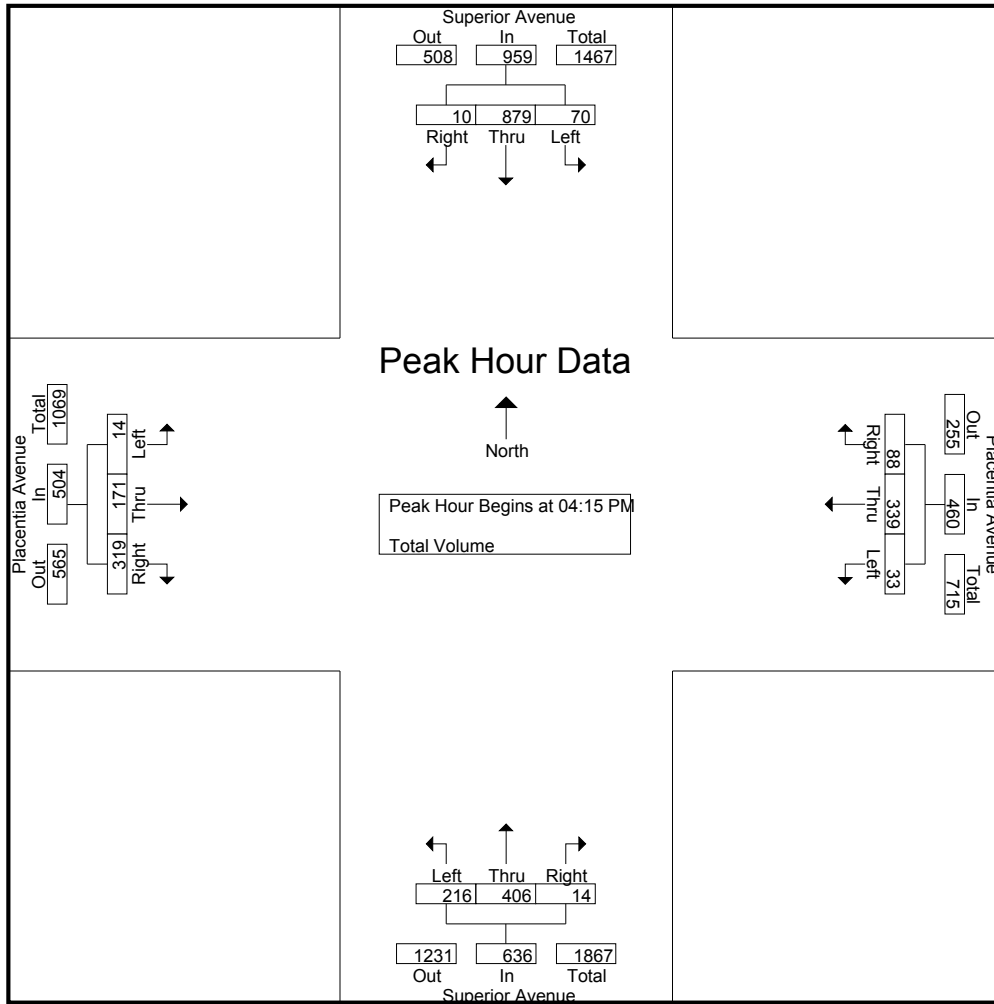 Superior Avenue
Out In Total
508 959 1467
10 879 70
Right Thru Left
Peak Hour Data
North
Peak Hour Begins at 04:15 PM
Total Volume
Placentia Avenue
Out In Total
565 504 1069
Left Thru Right
14 171 319
Placentia Avenue
Out In Total
255 460 715
Right Thru Left
88 339 33
Left Thru Right
216 406 14
1231 636 1867
Out In Total
Superior Avenue